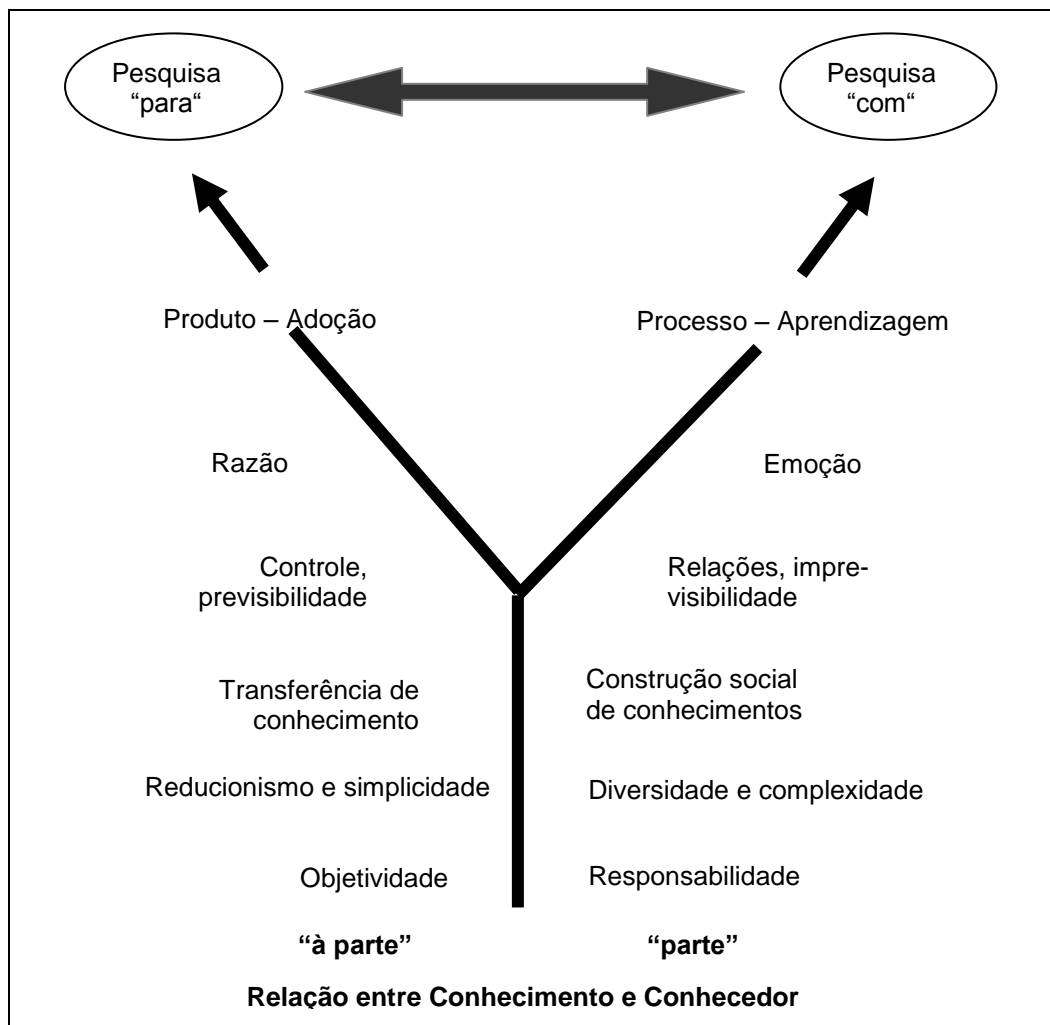 Pesquisa
“para“
Pesquisa
“com”
Produto – Adoção
Processo – Aprendizagem
Razão
Emoção
Controle,
previsibilidade
Relações, impre-
visibilidade
Transferência de
conhecimento
Construção social
de conhecimentos
Reducionismo e simplicidade
Diversidade e complexidade
Objetividade
Responsabilidade
“à parte”
“parte”
Relação entre Conhecimento e Conhecedor